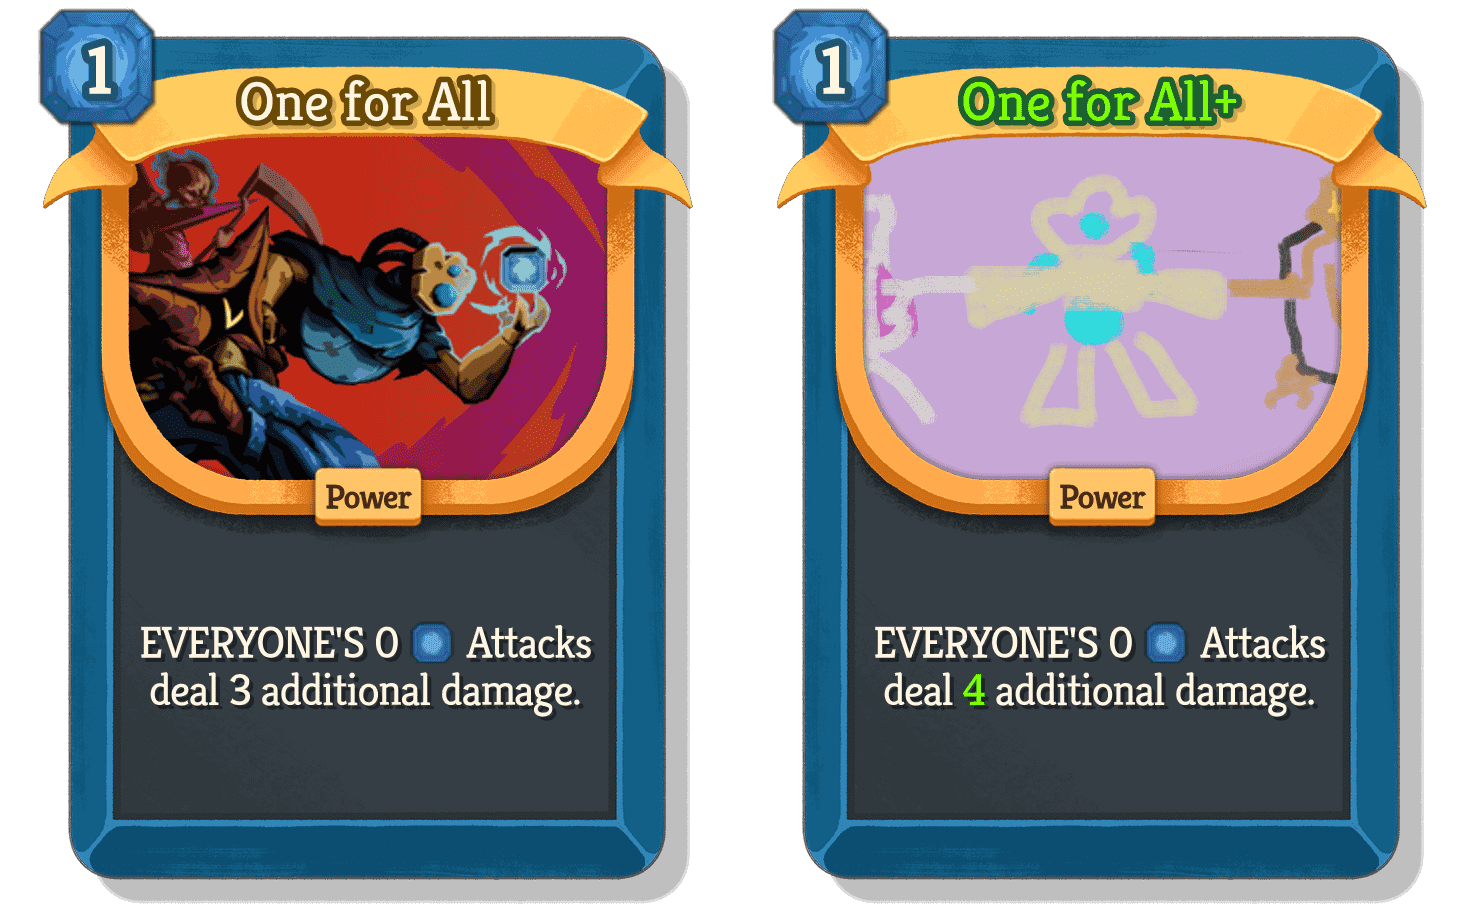 1
One for All
Power
EVERYONE'S 0 Attacks
deal 3 additional damage.
1
One for All+
Power
EVERYONE'S 0 Attacks
deal 4 additional damage.